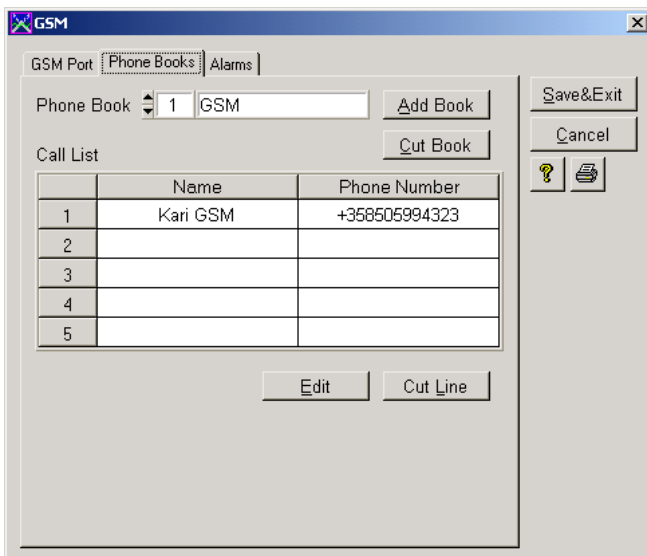 GSM
GSM Port Phone Books Alarms
Phone Book 1 GSM Add Book
Save&Exit
Cut Book
Cancel
Call List
Name Phone Number
1 Kari GSM +358505994323
2
3
4
5
Edit Cut Line